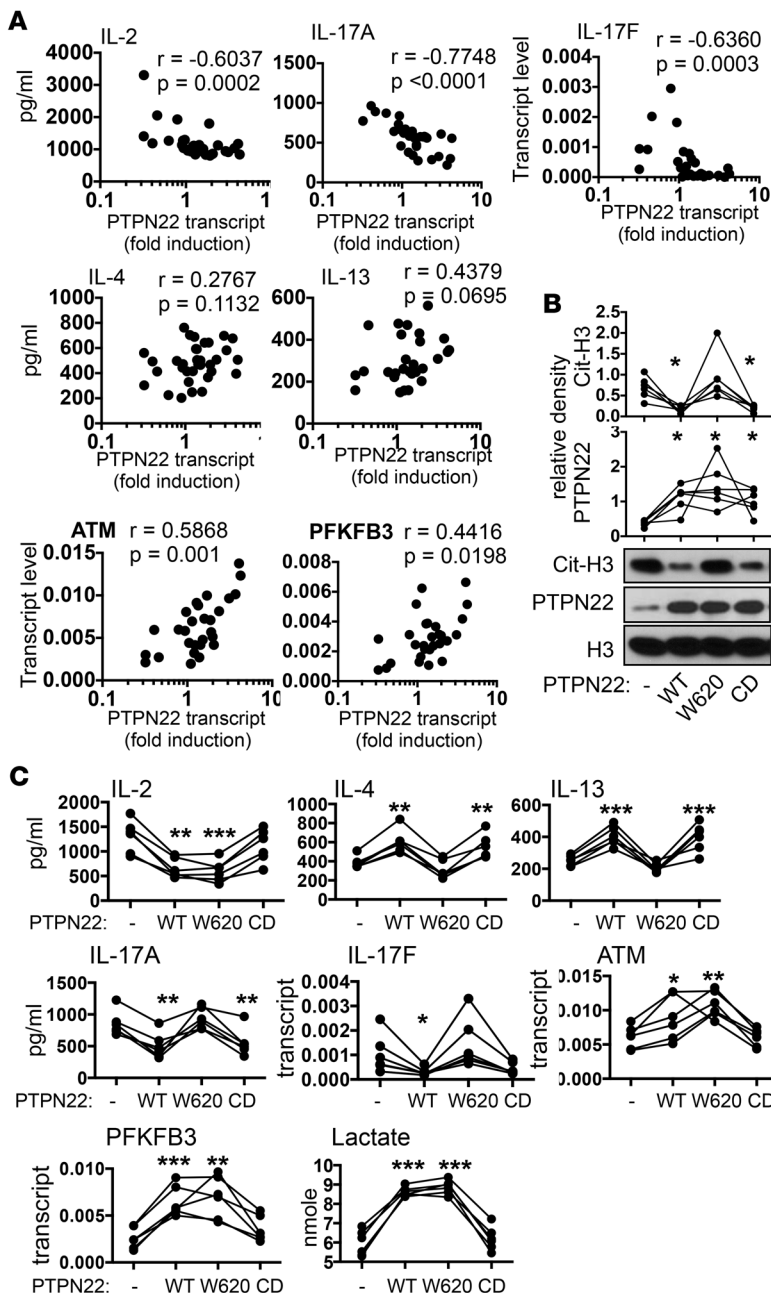 A
IL-2
r = -0.6037
p = 0.0002
pg/ml
4000
3000
2000
1000
0
0.1 1 1
PTPN22 transcript
(fold induction)
IL-17A
r = -0.7748
p <0.0001
1500
1000
500
0
0.1 1 10
PTPN22 transcript
(fold induction)
IL-17F
r = -0.6360
p = 0.0003
Transcript level
0.004
0.003
0.002
0.001
0.000
0.1 1 10
PTPN22 transcript
(fold induction)
IL-4
r = 0.2767
p = 0.1132
pg/ml
1000
800
600
400
200
0
0.1 1 10
PTPN22 transcript
(fold induction)
IL-13
r = 0.4379
p = 0.0695
600
400
200
0
0.1 1 10
PTPN22 transcript
(fold induction)
ATM
r = 0.5868
p = 0.001
Transcript level
0.015
0.010
0.005
0.000
0.1 1 10
PTPN22 transcript
(fold induction)
PFKFB3
r = 0.4416
p = 0.0198
0.008
0.006
0.004
0.002
0.000
0.1 1 10
PTPN22 transcript
(fold induction)
B
relative density
Cit-H3
2.5
2.0
1.5
1.0
0.5
0.0
* *
PTPN22
3
2
1
0
* * *
Cit-H3
PTPN22
H3
PTPN22: - WT W620 CD
C
IL-2
pg/ml
2000
1500
1000
500
0
** ***
PTPN22: - WT W620 CD
IL-4
1000
800
600
400
200
0
** **
- WT W620 CD
IL-13
600
400
200
0
*** ***
- WT W620 CD
IL-17A
pg/ml
1500
1000
500
0
** **
PTPN22: - WT W620 CD
IL-17F
transcript
0.004
0.003
0.002
0.001
0.000
*
- WT W620 CD
ATM
transcript
0.015
0.010
0.005
0.000
* **
- WT W620 CD
PFKFB3
transcript
0.010
0.005
0.000
*** **
PTPN22: - WT W620 CD
Lactate
nmole
10
9
8
7
6
5
*** ***
- WT W620 CD